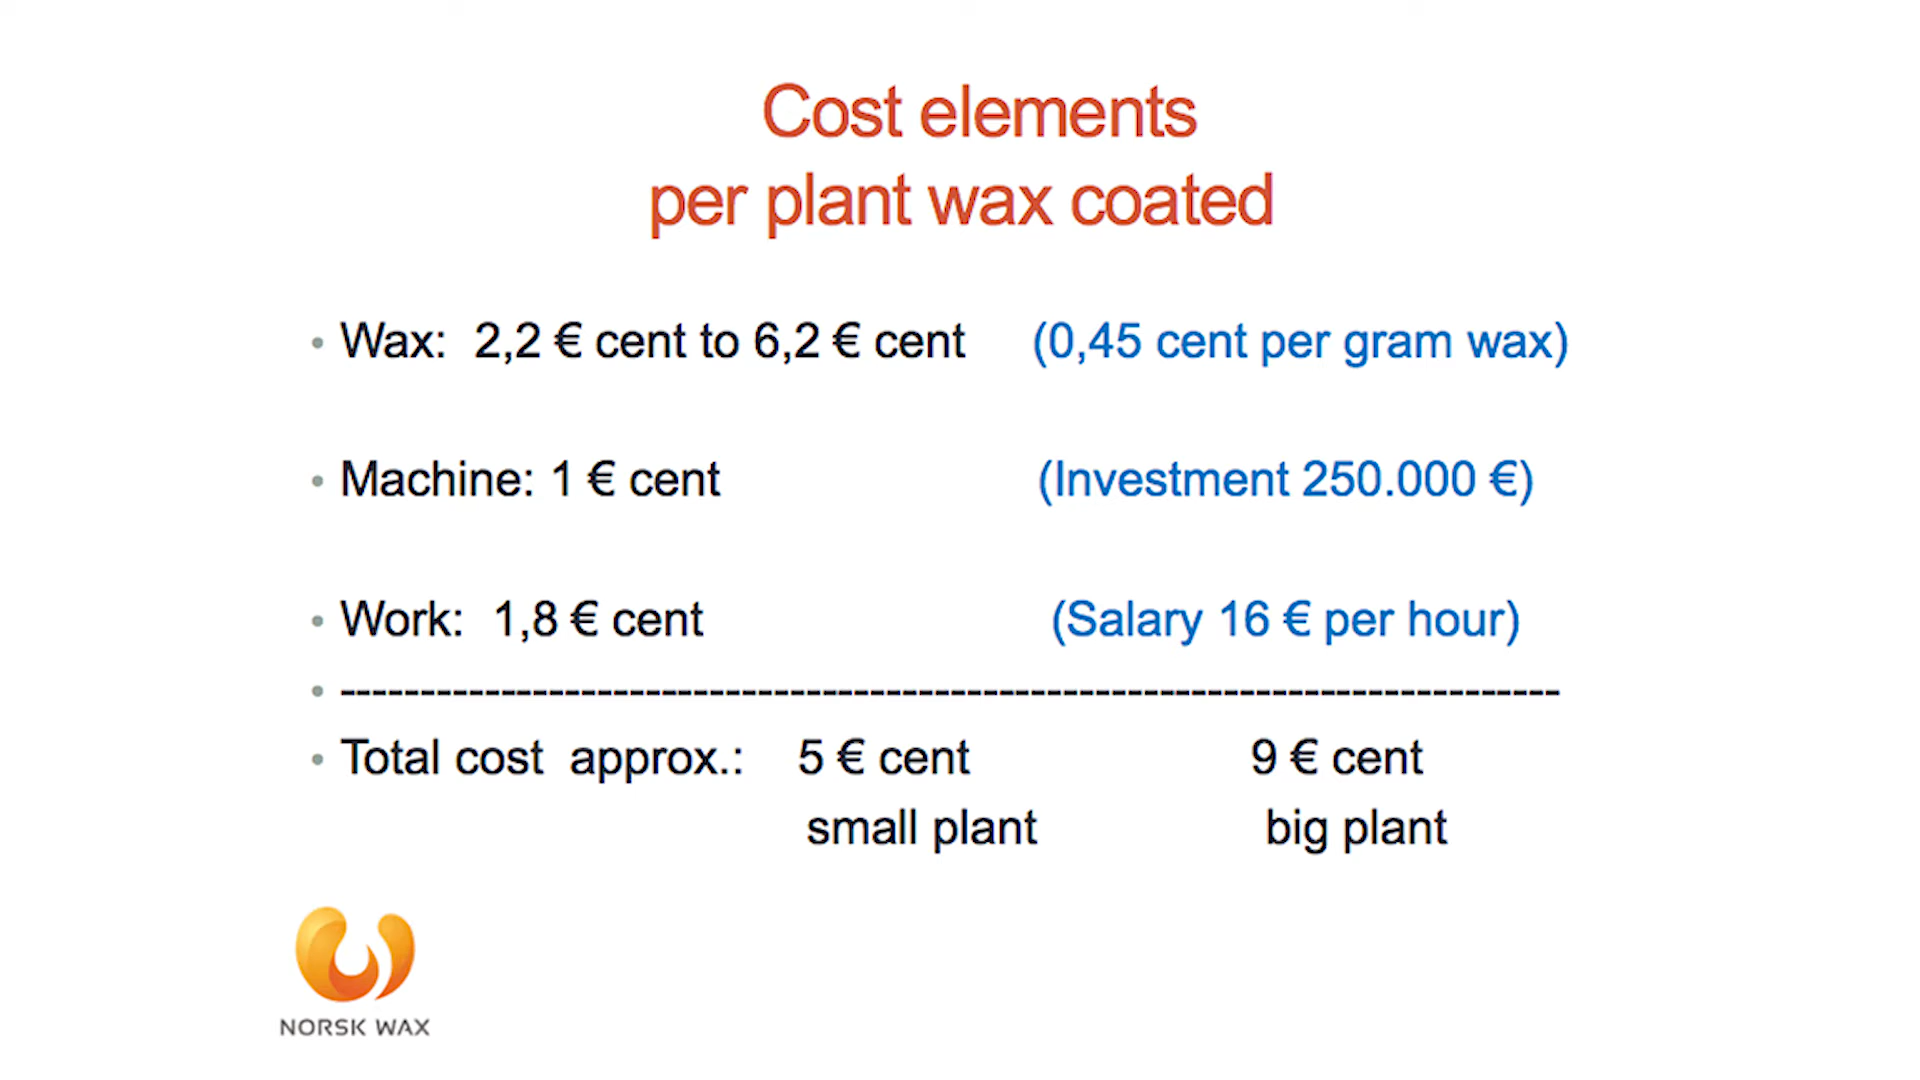 Cost elements
per plant wax coated
• Wax: 2,2 € cent to 6,2 € cent (0,45 cent per gram wax)
• Machine: 1 € cent (Investment 250.000 €)
• Work: 1,8 € cent (Salary 16 € per hour)
• -----------------------------------------------------------------------------
• Total cost approx.: 5 € cent 9 € cent
small plant big plant
NORSK WAX